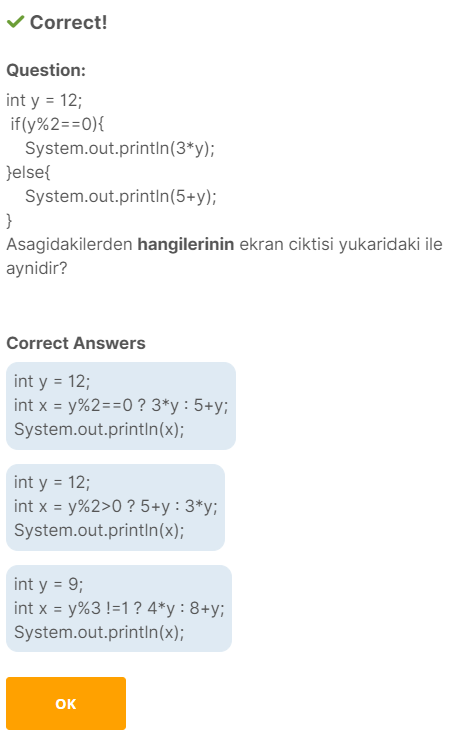 Correct!
Question:
int y = 12;
if(y%2==0){
System.out.println(3*y);
}else{
System.out.println(5+y);
}
Asagidakilerden hangilerinin ekran ciktisi yukaridaki ile
aynidir?
Correct Answers
int y = 12;
int x = y%2==0 ? 3*y : 5+y;
System.out.println(x);
int y = 12;
int x = y%2>0 ? 5+y : 3*y;
System.out.println(x);
int y = 9;
int x = y%3 !=1 ? 4*y : 8+y;
System.out.println(x);
OK